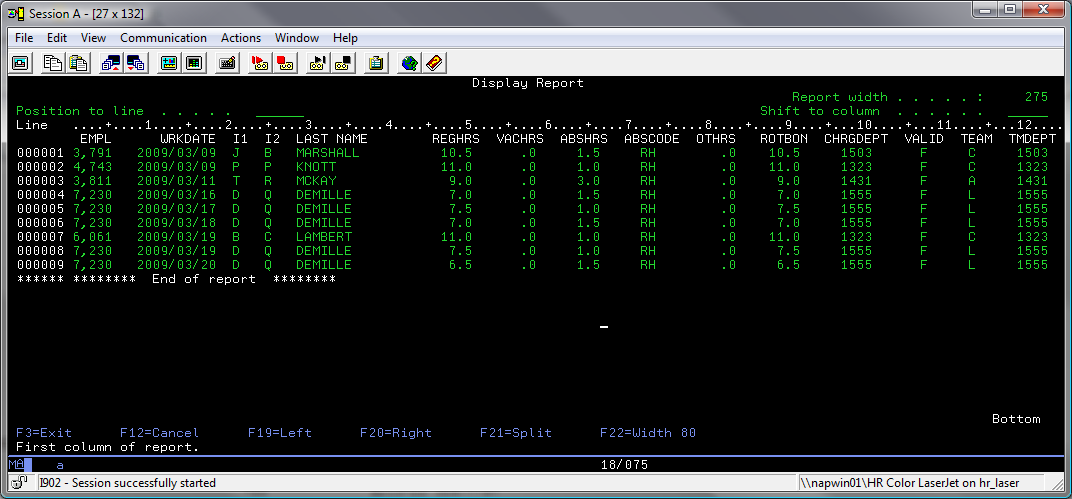 Session A - [27 x 132]
File Edit View Communication Actions Window Help
Display Report
Report width . . . . . : 275
Position to line . . . . . Shift to column . . . . . .
Line ....+....1....+....2....+....3....+....4....+....5....+....6....+....7....+....8....+....9....+...10....+...11....+...12....
EMPL WRKDATE I1 I2 LAST NAME REGHRS VACHRS ABSHRS ABSCODE OTHRS ROTBON CHRGDEPT VALID TEAM TMDEPT
000001 3,791 2009/03/09 J B MARSHALL 10.5 .0 1.5 RH .0 10.5 1503 F C 1503
000002 4,743 2009/03/09 P P KNOTT 11.0 .0 1.0 RH .0 11.0 1323 F C 1323
000003 3,811 2009/03/11 T R MCKAY 9.0 .0 3.0 RH .0 9.0 1431 F A 1431
000004 7,230 2009/03/16 D Q DEMILLE 7.0 .0 1.0 RH .0 7.0 1555 F L 1555
000005 7,230 2009/03/17 D Q DEMILLE 7.5 .0 1.5 RH .0 7.5 1555 F L 1555
000006 7,230 2009/03/18 D Q DEMILLE 7.5 .0 1.0 RH .0 7.5 1555 F L 1555
000007 6,061 2009/03/19 B C LAMBERT 11.0 .0 1.0 RH .0 11.0 1323 F C 1323
000008 7,230 2009/03/19 D Q DEMILLE 7.5 .0 1.5 RH .0 7.5 1555 F L 1555
000009 7,230 2009/03/20 D Q DEMILLE 6.5 .0 1.5 RH .0 6.5 1555 F L 1555
****** ******** End of report ********
Bottom
F3=Exit F12=Cancel F19=Left F20=Right F21=Split F22=Width 80
First column of report.
MA a 18/075
I902 - Session successfully started \\napwin01\HR Color LaserJet on hr_laser